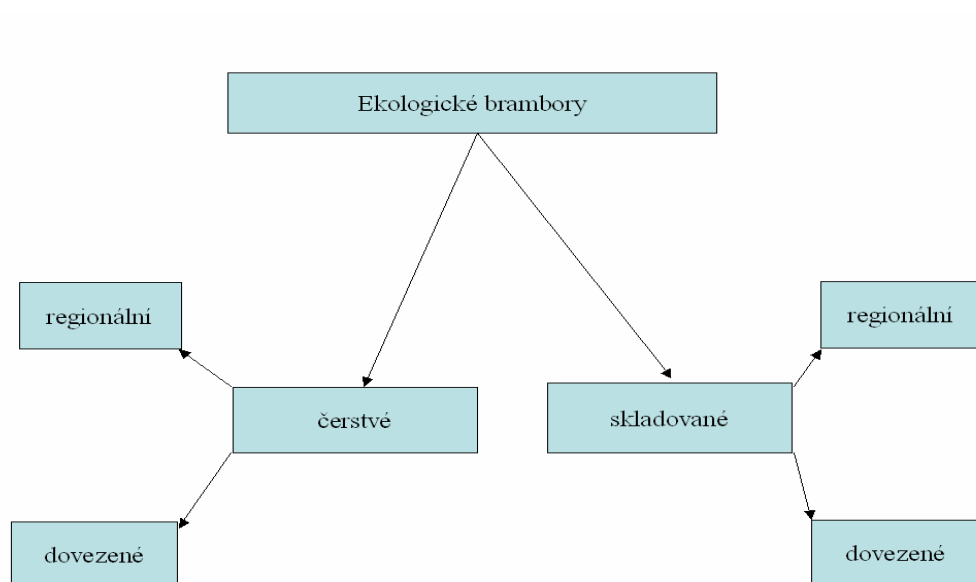 Ekologické brambory
regionální
regionální
čerstvé
skladované
dovezené
dovezené